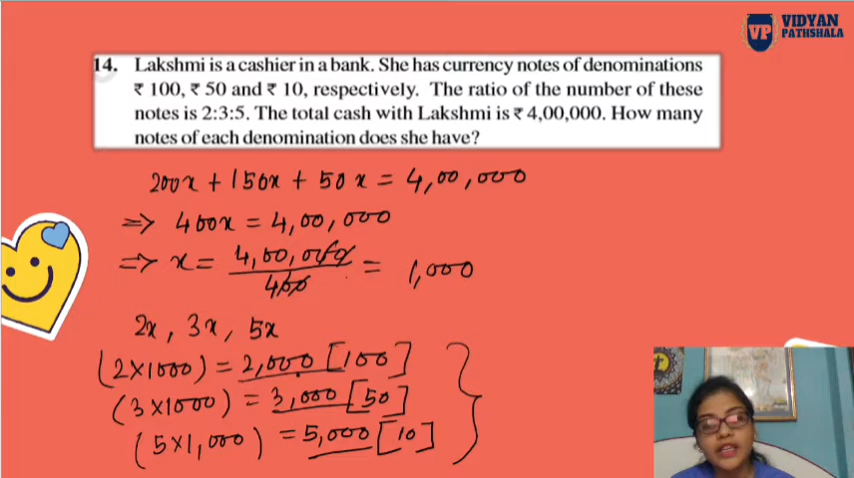 VIDYAN
PATHSHALA
VP
14. Lakshmi is a cashier in a bank. She has currency notes of denominations
₹ 100, ₹ 50 and ₹ 10, respectively. The ratio of the number of these
notes is 2:3:5. The total cash with Lakshmi is ₹ 4,00,000. How many
notes of each denomination does she have?
200x + 150x + 50x = 4,00,000
=> 400x = 4,00,000
=> x = 4,00,000 / 400 = 1,000
2x, 3x, 5x
(2×1000) = 2,000 [100]
(3×1000) = 3,000 [50]
(5×1,000) = 5,000 [10]